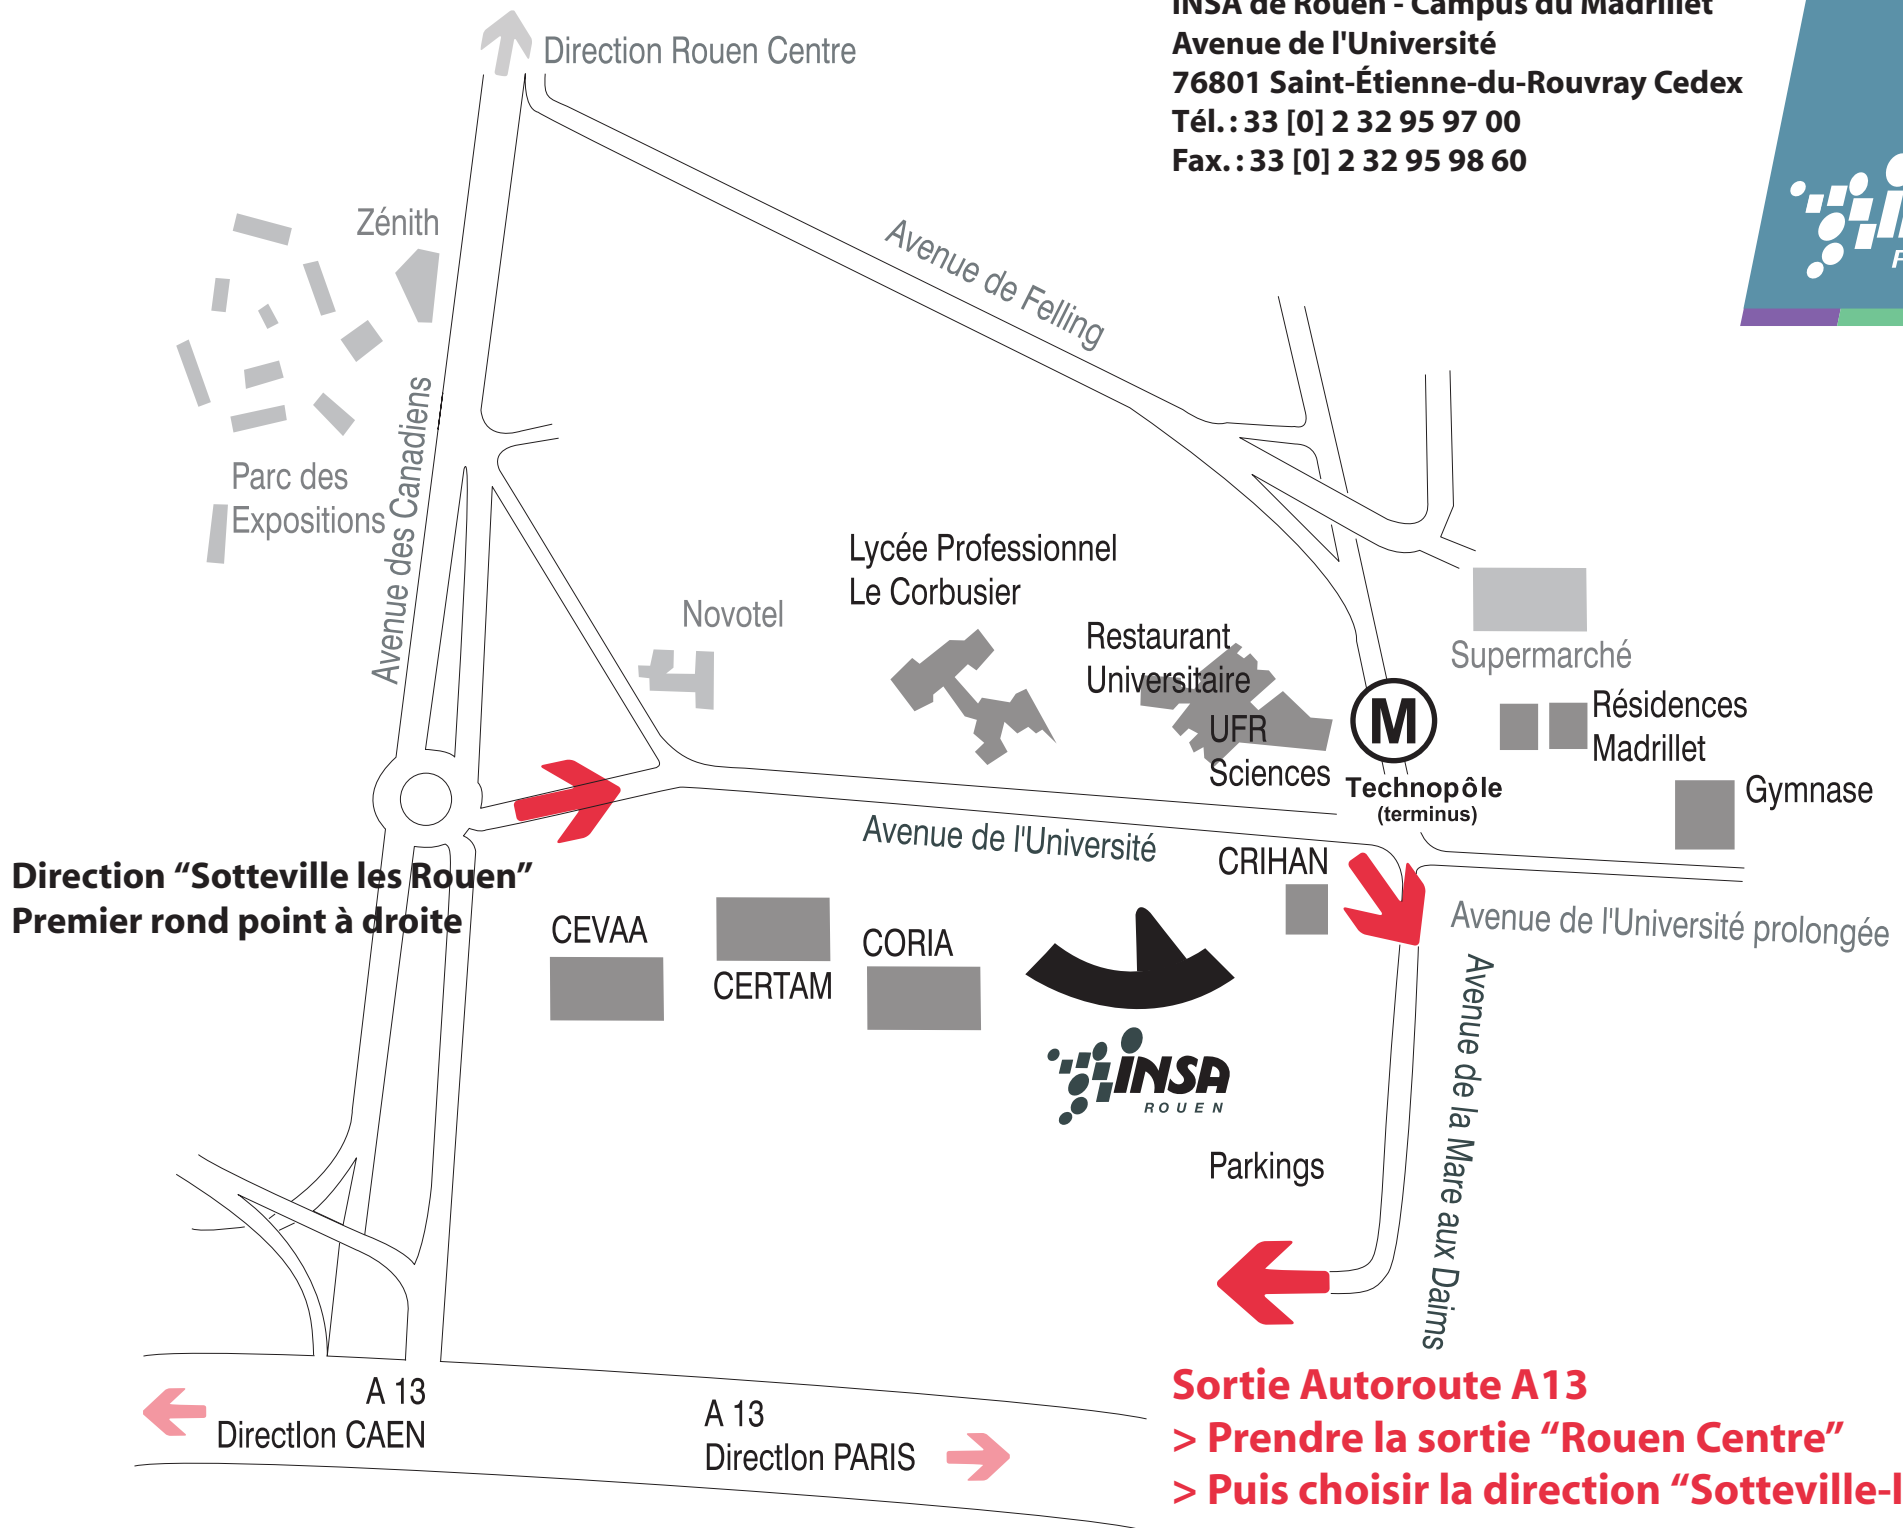 INSA de Rouen - Campus du Madrillet
Avenue de l'Université
76801 Saint-Étienne-du-Rouvray Cedex
Tél. : 33 [0] 2 32 95 97 00
Fax. : 33 [0] 2 32 95 98 60
Direction Rouen Centre
Zénith
Avenue de Felling
Parc des
Expositions
Avenue des Canadiens
Lycée Professionnel
Le Corbusier
Novotel
Restaurant
Universitaire
UFR
Sciences
M
Technopôle
(terminus)
Supermarché
Résidences
Madrillet
Gymnase
Avenue de l'Université
CRIHAN
Direction “Sotteville les Rouen”
Premier rond point à droite
CEVAA
CERTAM
CORIA
Avenue de l'Université prolongée
Avenue de la Mare aux Daims
INSA
ROUEN
Parkings
A 13
DirectIon CAEN
A 13
DirectIon PARIS
Sortie Autoroute A13
> Prendre la sortie “Rouen Centre”
> Puis choisir la direction “Sotteville-l